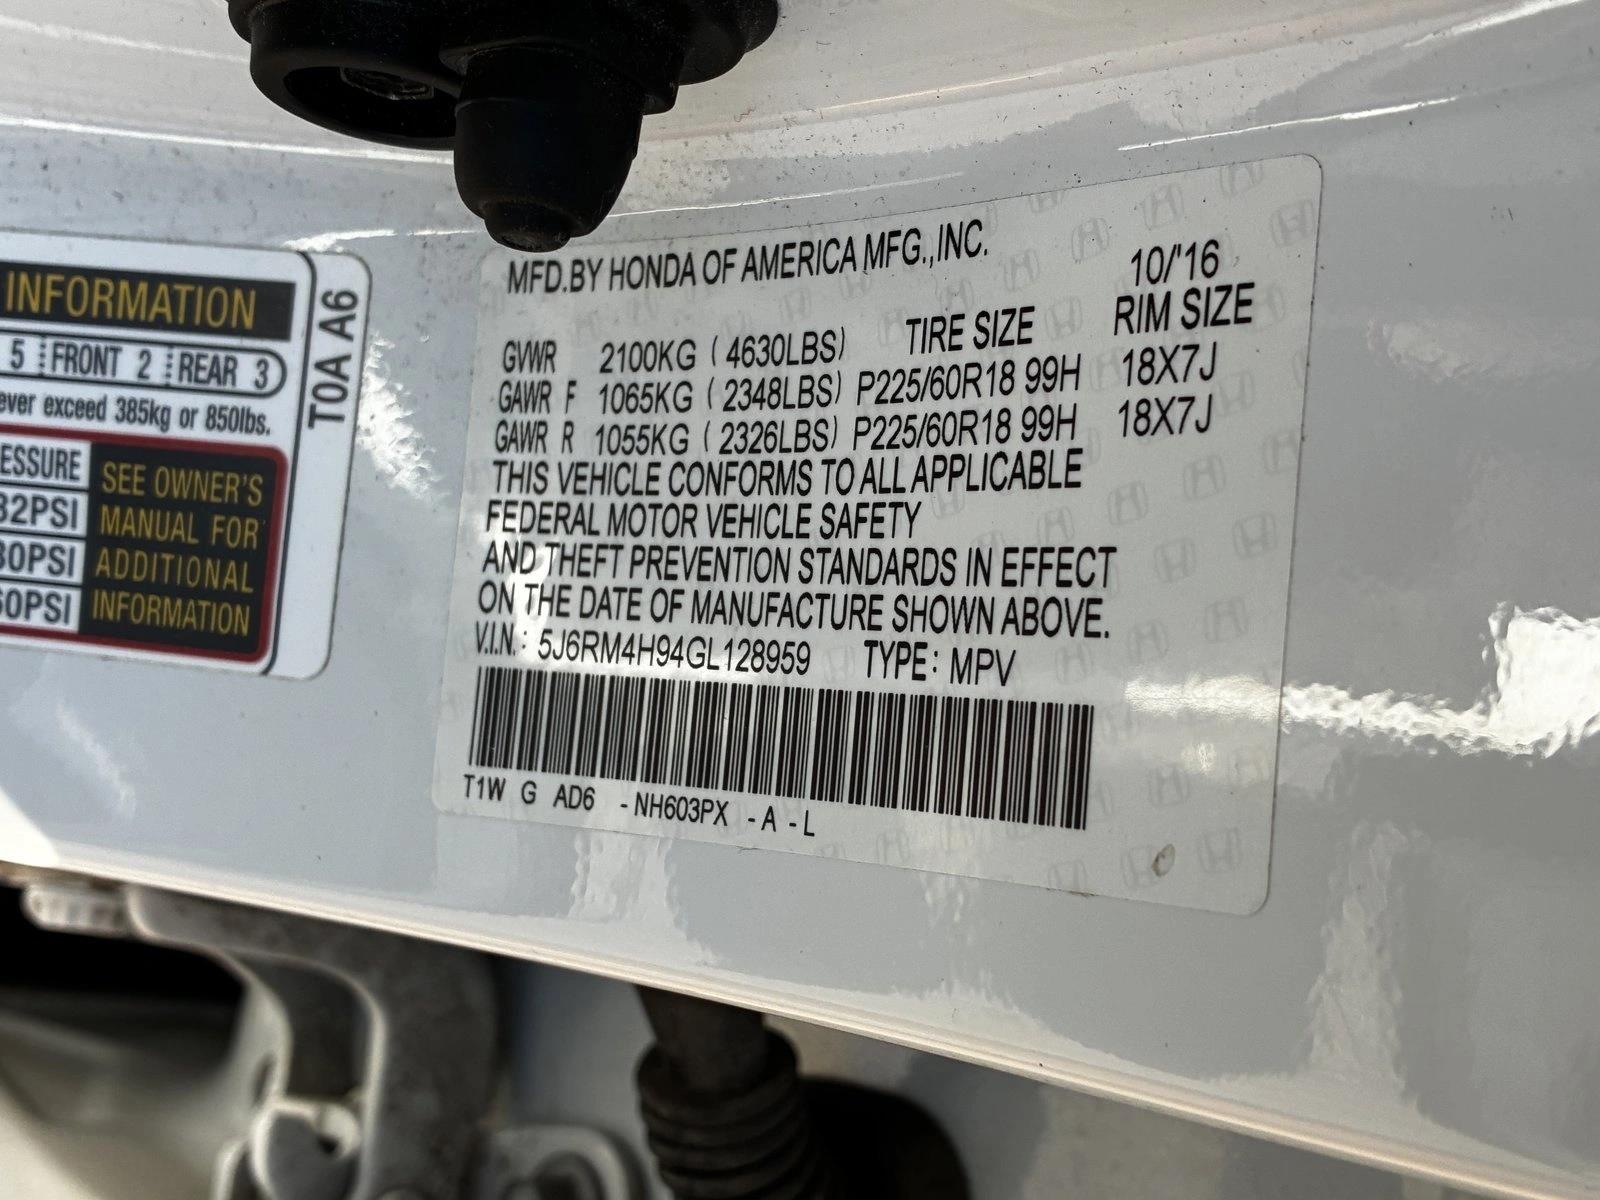 INFORMATION
5 FRONT 2 REAR 3
ever exceed 385kg or 850lbs.
ESSURE
32PSI
30PSI
60PSI
SEE OWNER'S
MANUAL FOR
ADDITIONAL
INFORMATION
T0A A6
MFD.BY HONDA OF AMERICA MFG.,INC. 10/'16
TIRE SIZE RIM SIZE
GVWR 2100KG (4630LBS)
GAWR F 1065KG (2348LBS) P225/60R18 99H 18X7J
GAWR R 1055KG (2326LBS) P225/60R18 99H 18X7J
THIS VEHICLE CONFORMS TO ALL APPLICABLE
FEDERAL MOTOR VEHICLE SAFETY
AND THEFT PREVENTION STANDARDS IN EFFECT
ON THE DATE OF MANUFACTURE SHOWN ABOVE.
V.I.N.: 5J6RM4H94GL128959 TYPE: MPV
T1W G AD6 -NH603PX -A -L